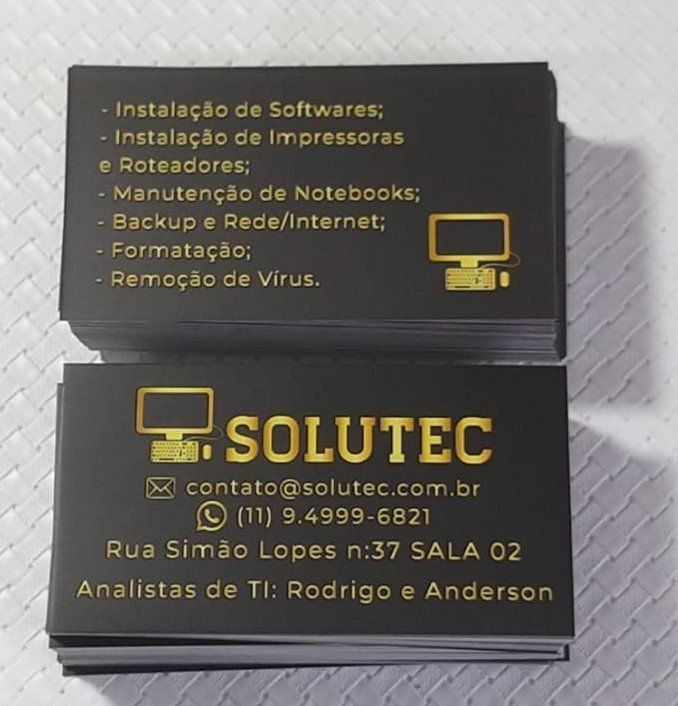 - Instalação de Softwares;
- Instalação de Impressoras
e Roteadores;
- Manutenção de Notebooks;
- Backup e Rede/Internet;
- Formatação;
- Remoção de Vírus.
SOLUTEC
contato@solutec.com.br
(11) 9.4999-6821
Rua Simão Lopes n:37 SALA 02
Analistas de TI: Rodrigo e Anderson